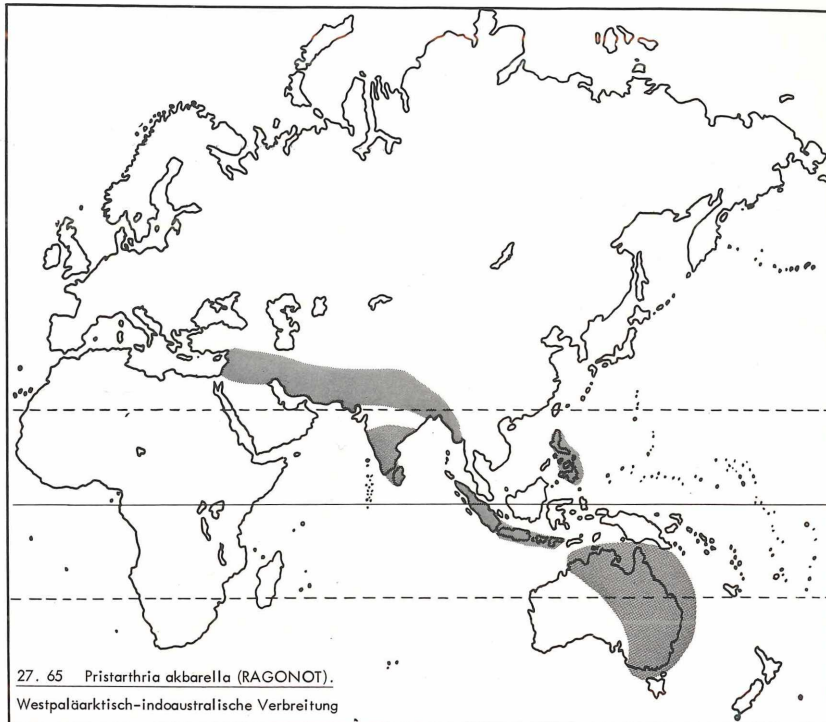 27. 65 Pristarthria akbarella (RAGONOT).
Westpaläarktisch-indoaustralische Verbreitung